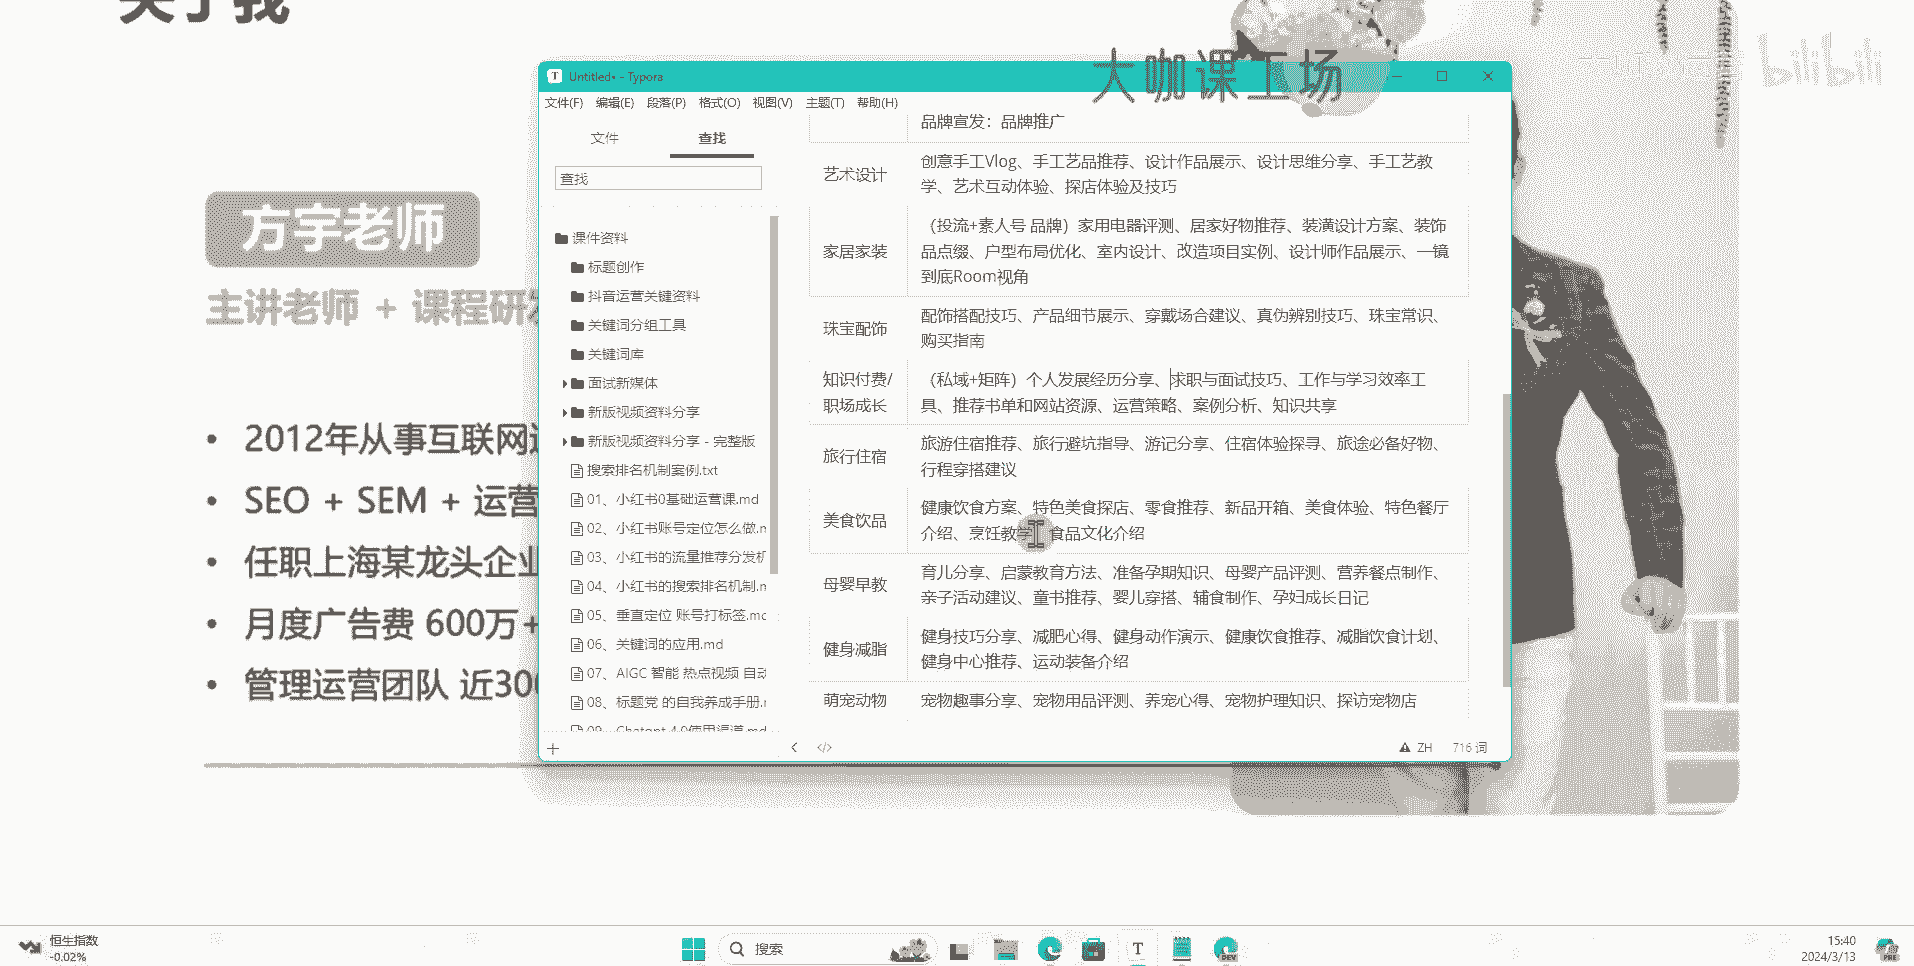 关于我
大咖课工场
bilibili
方宇老师
主讲老师 + 课程研发
2012年从事互联网
SEO + SEM + 运营
任职上海某龙头企业
月度广告费 600万+
管理运营团队 近300
Untitled• - Typora
文件(F) 编辑(E) 段落(P) 格式(O) 视图(V) 主题(T) 帮助(H)
文件 查找
查找
课件资料
标题创作
抖音运营关键资料
关键词分组工具
关键词库
面试新媒体
新版视频资料分享
新版视频资料分享 - 完整版
搜索排名机制案例.txt
01、小红书0基础运营课.md
02、小红书账号定位怎么做.m
03、小红书的流量推荐分发机
04、小红书的搜索排名机制.m
05、垂直定位 账号打标签.mc
06、关键词的应用.md
07、AIGC 智能 热点视频 自动
08、标题党 的自我养成手册.r
09、Chatgpt 4.0使用渠道.md
品牌宣发：品牌推广
艺术设计
创意手工Vlog、手工艺品推荐、设计作品展示、设计思维分享、手工艺教
学、艺术互动体验、探店体验及技巧
家居家装
（投流+素人号 品牌）家用电器评测、居家好物推荐、装潢设计方案、装饰
品点缀、户型布局优化、室内设计、改造项目实例、设计师作品展示、一镜
到底Room视角
珠宝配饰
配饰搭配技巧、产品细节展示、穿戴场合建议、真伪辨别技巧、珠宝常识、
购买指南
知识付费/
职场成长
（私域+矩阵）个人发展经历分享、求职与面试技巧、工作与学习效率工
具、推荐书单和网站资源、运营策略、案例分析、知识共享
旅行住宿
旅游住宿推荐、旅行避坑指导、游记分享、住宿体验探寻、旅途必备好物、
行程穿搭建议
美食饮品
健康饮食方案、特色美食探店、零食推荐、新品开箱、美食体验、特色餐厅
介绍、烹饪教学、食品文化介绍
母婴早教
育儿分享、启蒙教育方法、准备孕期知识、母婴产品评测、营养餐点制作、
亲子活动建议、童书推荐、婴儿穿搭、辅食制作、孕妇成长日记
健身减脂
健身技巧分享、减肥心得、健身动作演示、健康饮食推荐、减脂饮食计划、
健身中心推荐、运动装备介绍
萌宠动物
宠物趣事分享、宠物用品评测、养宠心得、宠物护理知识、探访宠物店
ZH 716 词
恒生指数
-0.02%
搜索
15:40
2024/3/13